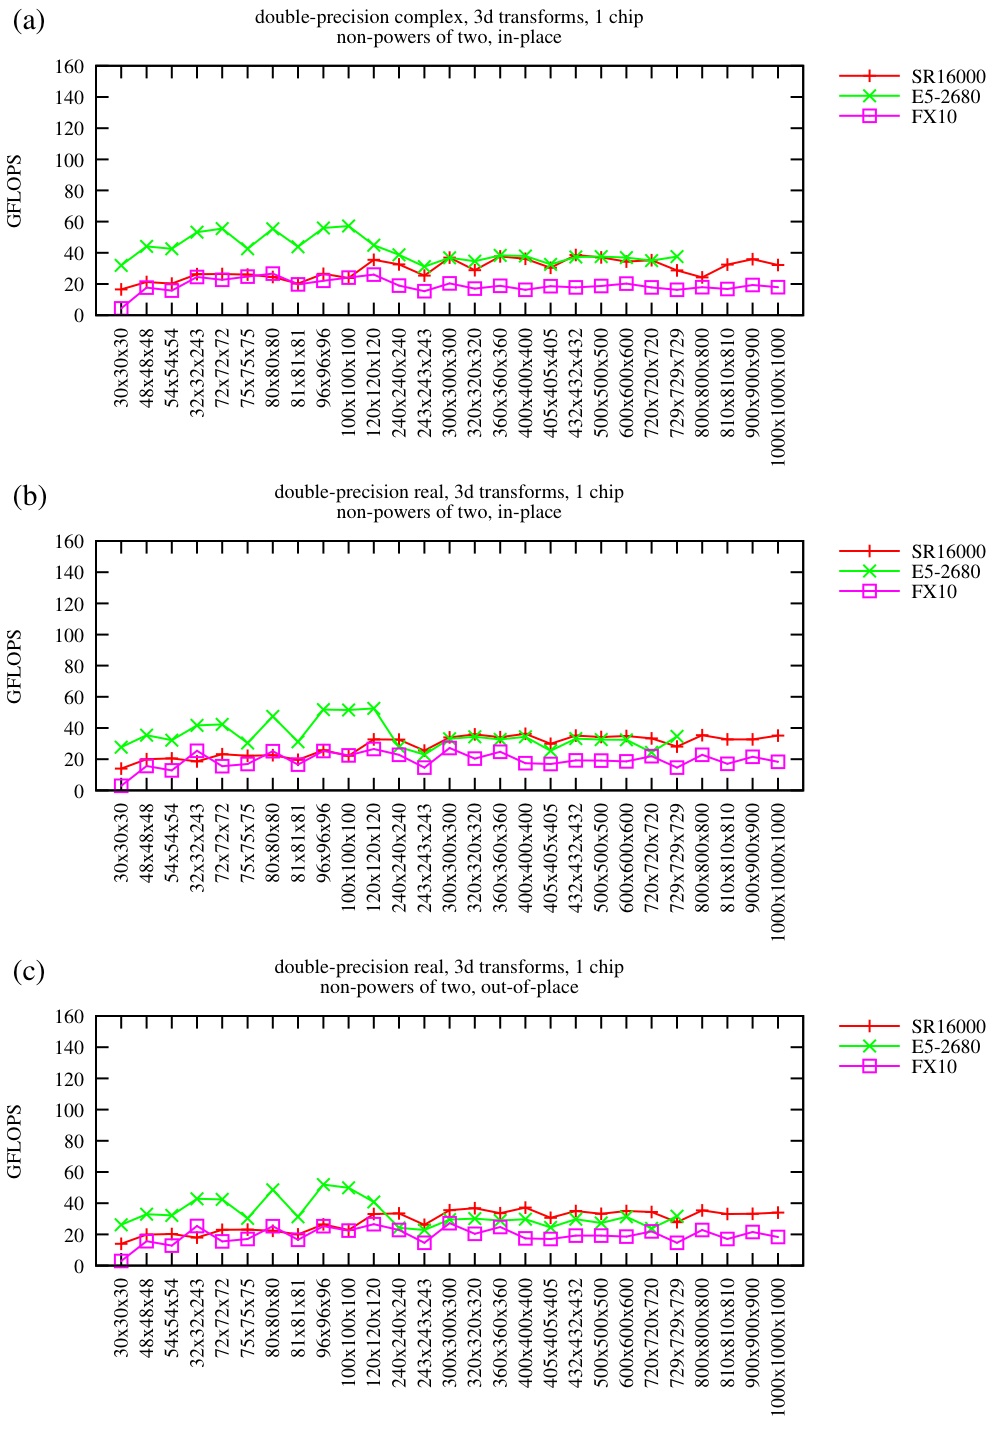 (a)
double-precision complex, 3d transforms, 1 chip
non-powers of two, in-place
SR16000
E5-2680
FX10
GFLOPS
160
140
120
100
80
60
40
20
0
30x30x30
48x48x48
54x54x54
32x32x243
72x72x72
75x75x75
80x80x80
81x81x81
96x96x96
100x100x100
120x120x120
240x240x240
243x243x243
300x300x300
320x320x320
360x360x360
400x400x400
405x405x405
432x432x432
500x500x500
600x600x600
720x720x720
729x729x729
800x800x800
810x810x810
900x900x900
1000x1000x1000
(b)
double-precision real, 3d transforms, 1 chip
non-powers of two, in-place
SR16000
E5-2680
FX10
GFLOPS
160
140
120
100
80
60
40
20
0
30x30x30
48x48x48
54x54x54
32x32x243
72x72x72
75x75x75
80x80x80
81x81x81
96x96x96
100x100x100
120x120x120
240x240x240
243x243x243
300x300x300
320x320x320
360x360x360
400x400x400
405x405x405
432x432x432
500x500x500
600x600x600
720x720x720
729x729x729
800x800x800
810x810x810
900x900x900
1000x1000x1000
(c)
double-precision real, 3d transforms, 1 chip
non-powers of two, out-of-place
SR16000
E5-2680
FX10
GFLOPS
160
140
120
100
80
60
40
20
0
30x30x30
48x48x48
54x54x54
32x32x243
72x72x72
75x75x75
80x80x80
81x81x81
96x96x96
100x100x100
120x120x120
240x240x240
243x243x243
300x300x300
320x320x320
360x360x360
400x400x400
405x405x405
432x432x432
500x500x500
600x600x600
720x720x720
729x729x729
800x800x800
810x810x810
900x900x900
1000x1000x1000